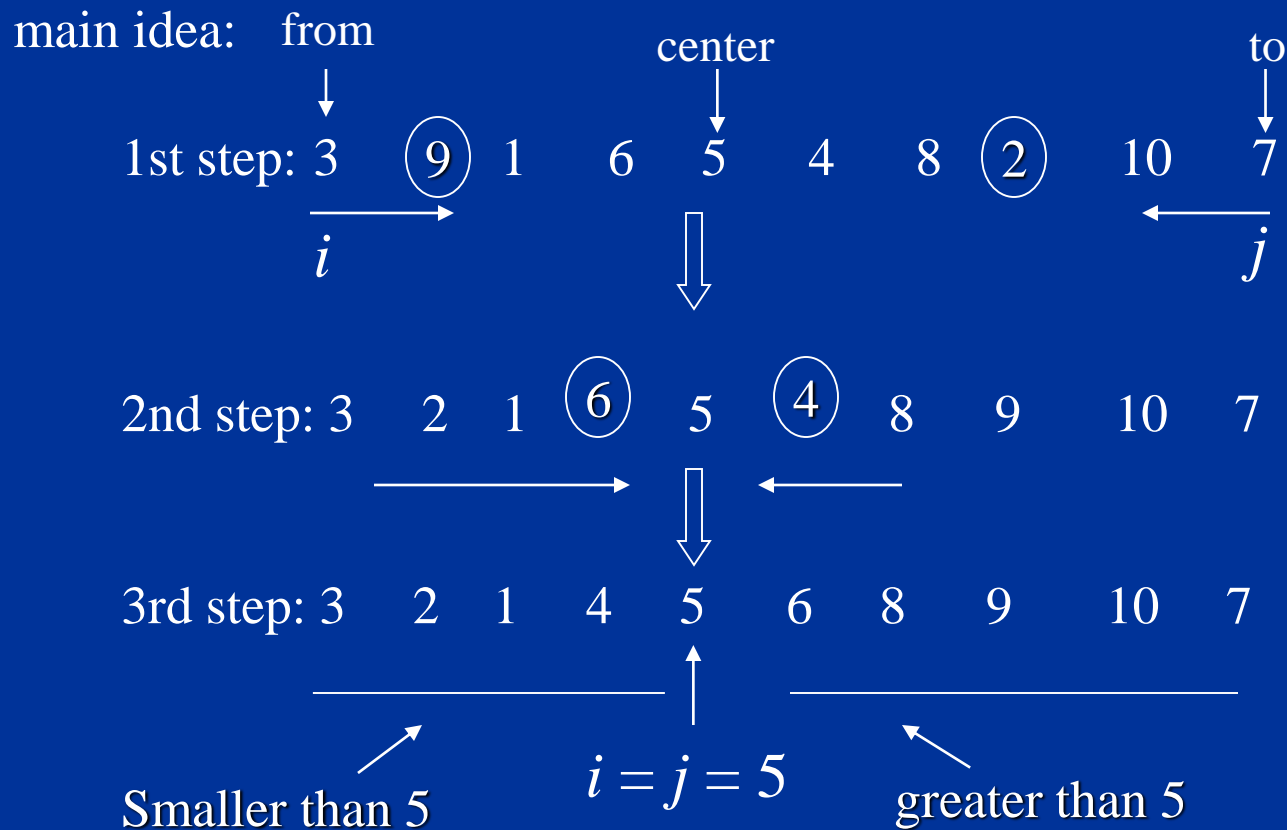 main idea: from center to
1st step: 3 9 1 6 5 4 8 2 10 7
i j
2nd step: 3 2 1 6 5 4 8 9 10 7
3rd step: 3 2 1 4 5 6 8 9 10 7
i = j = 5
Smaller than 5 greater than 5